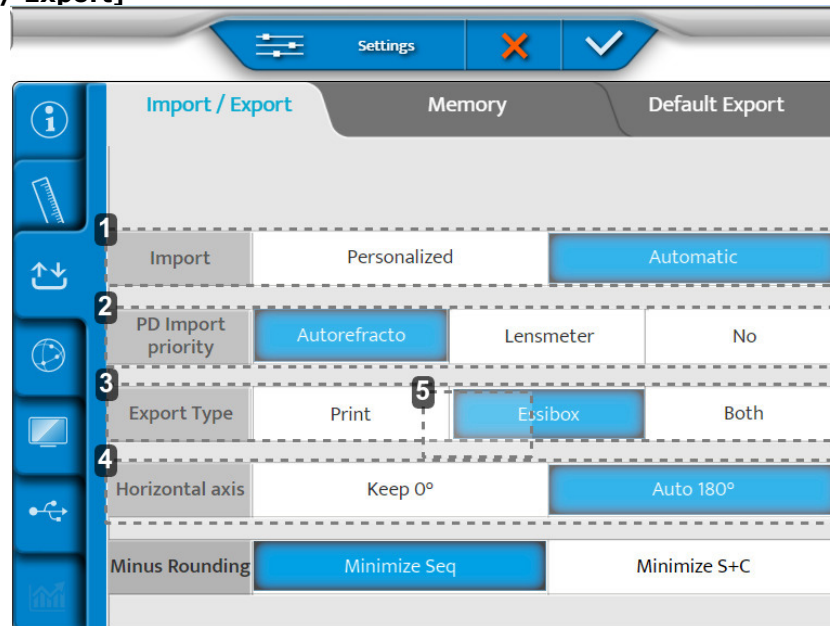 y Export]
Settings
Import / Export Memory Default Export
1
Import Personalized Automatic
2
PD Import priority Autorefracto Lensmeter No
3
5
Export Type Print Essibox Both
4
Horizontal axis Keep 0° Auto 180°
Minus Rounding Minimize Seq Minimize S+C